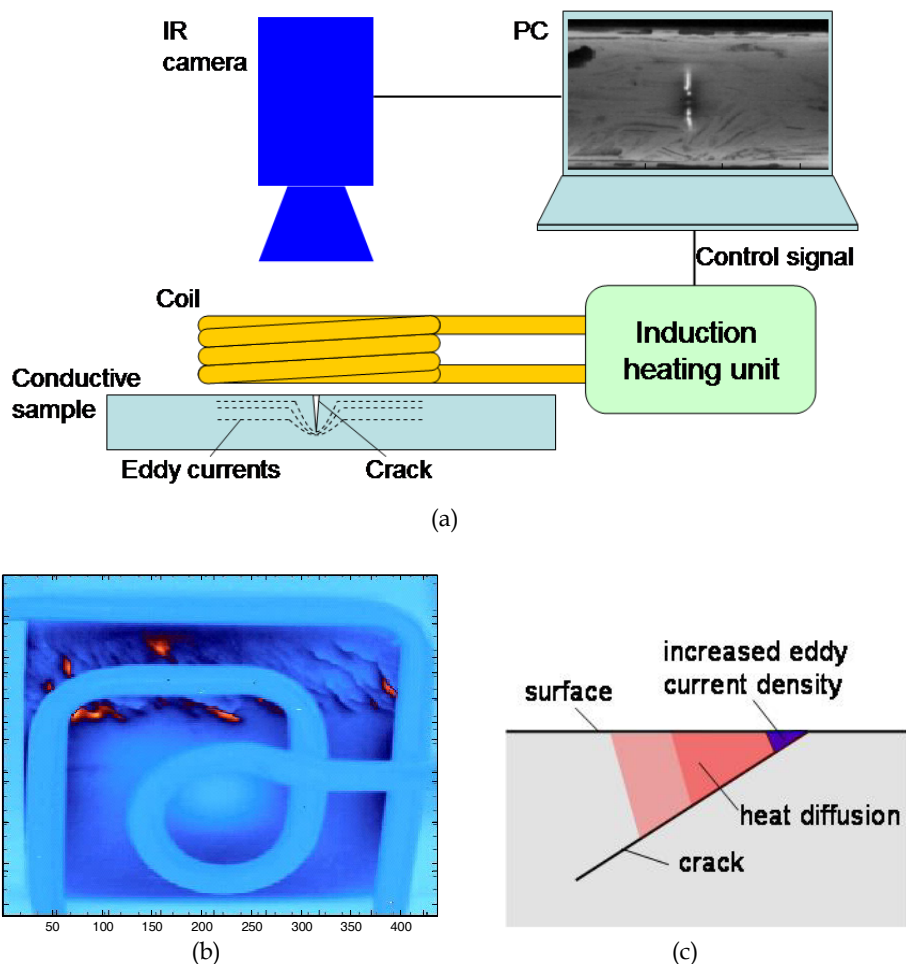 IR
camera
PC
Control signal
Coil
Induction
heating unit
Conductive
sample
Eddy currents
Crack
(a)
increased eddy
current density
surface
heat diffusion
crack
50 100 150 200 250 300 350 400
(b)
(c)